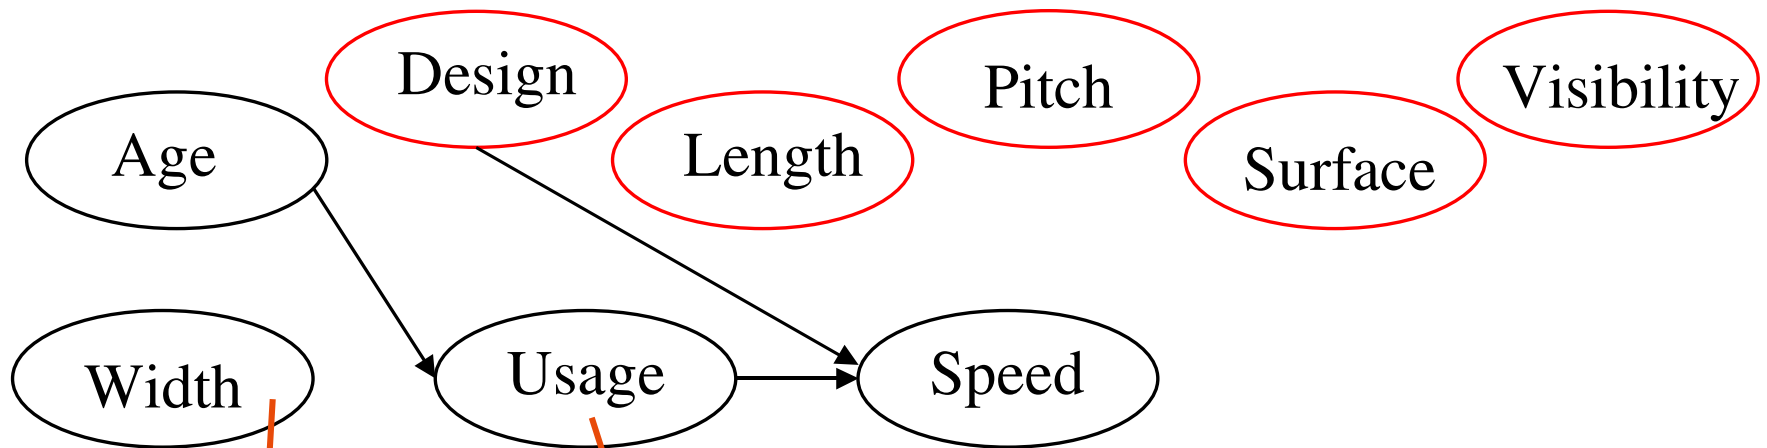 Design
Pitch
Visibility
Age
Length
Surface
Width
Usage
Speed